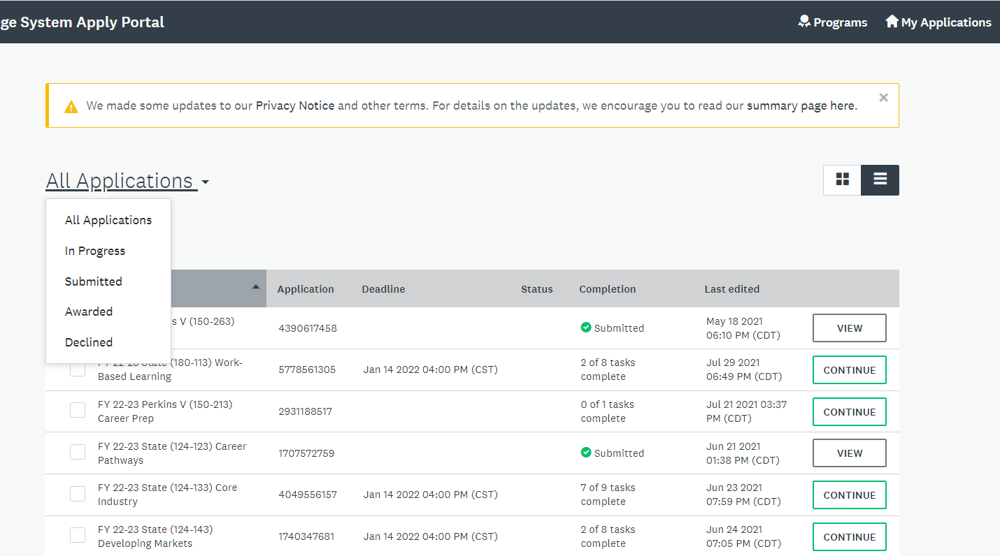 ge System Apply Portal
Programs
My Applications
We made some updates to our Privacy Notice and other terms. For details on the updates, we encourage you to read our summary page here.
All Applications
All Applications
In Progress
Submitted
Awarded
Declined
Application Deadline Status Completion Last edited
s V (150-263) 4390617458 Submitted May 18 2021 VIEW
06:10 PM (CDT)
FY 22-23 State (180-113) Work- 5778561305 Jan 14 2022 04:00 PM (CST) 2 of 8 tasks Jul 29 2021 CONTINUE
Based Learning complete 06:49 PM (CDT)
FY 22-23 Perkins V (150-213) 2931188517 0 of 1 tasks Jul 21 2021 03:37 CONTINUE
Career Prep complete PM (CDT)
FY 22-23 State (124-123) Career 1707572759 Submitted Jun 21 2021 VIEW
Pathways 01:38 PM (CDT)
FY 22-23 State (124-133) Core 4049556157 Jan 14 2022 04:00 PM (CST) 7 of 9 tasks Jun 23 2021 CONTINUE
Industry complete 07:59 PM (CDT)
FY 22-23 State (124-143) 1740347681 Jan 14 2022 04:00 PM (CST) 2 of 8 tasks Jun 24 2021 CONTINUE
Developing Markets complete 07:05 PM (CDT)